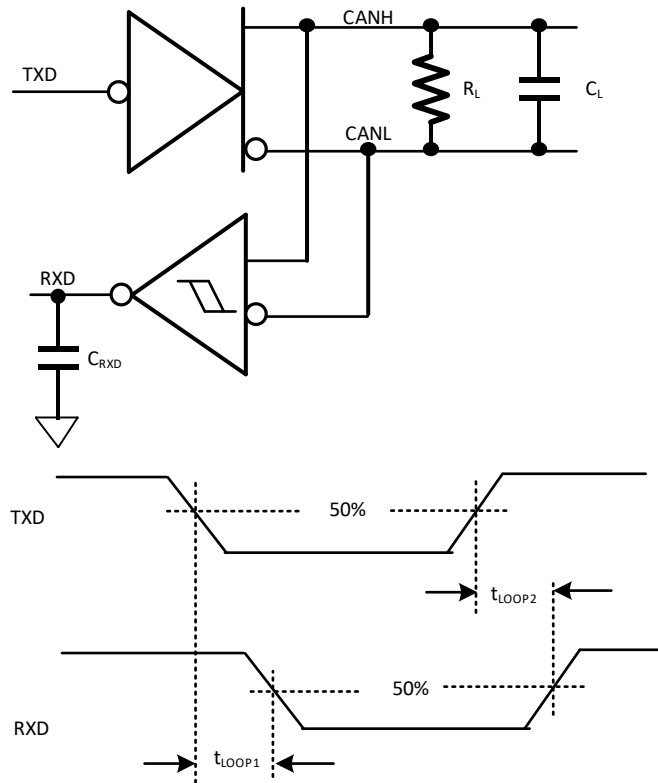 CANH
TXD
R_L
C_L
CANL
RXD
C_RXD
TXD
50%
t_LOOP2
50%
RXD
t_LOOP1